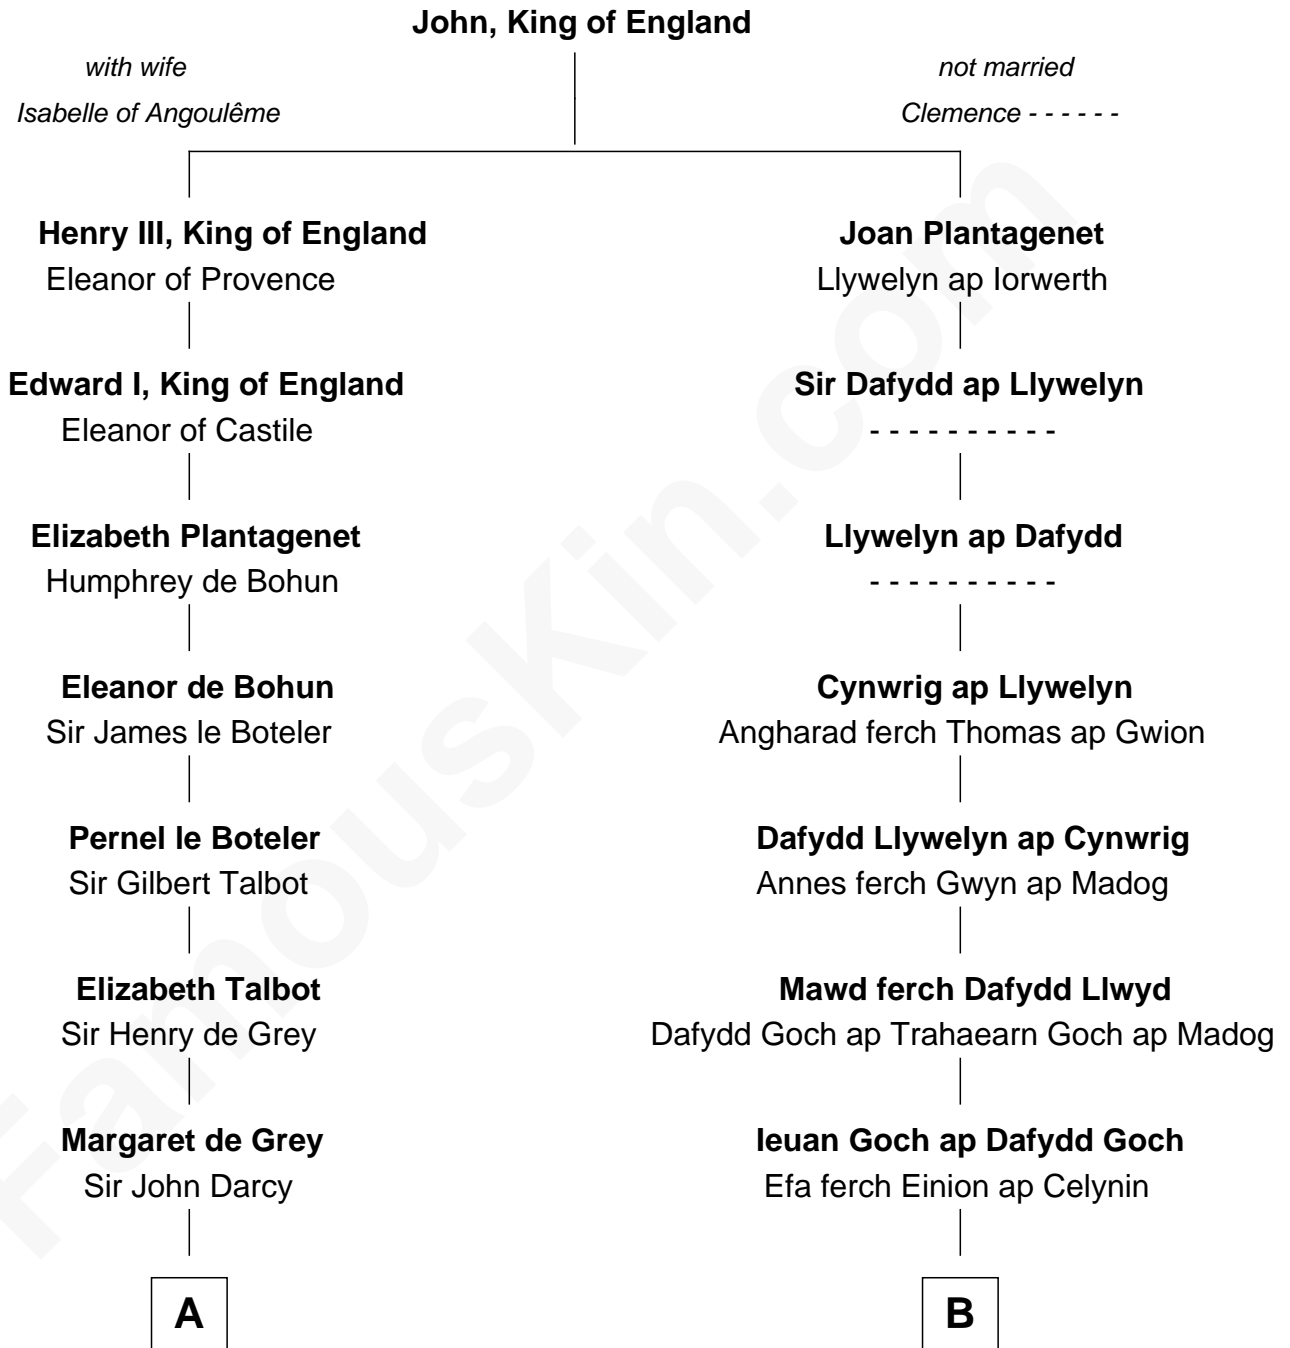 John, King of England
with wife
Isabelle of Angoulême
not married
Clemence - - - - - -
Henry III, King of England
Eleanor of Provence
Edward I, King of England
Eleanor of Castile
Elizabeth Plantagenet
Humphrey de Bohun
Eleanor de Bohun
Sir James le Boteler
Pernel le Boteler
Sir Gilbert Talbot
Elizabeth Talbot
Sir Henry de Grey
Margaret de Grey
Sir John Darcy
A
Joan Plantagenet
Llywelyn ap Iorwerth
Sir Dafydd ap Llywelyn
- - - - - - - - - -
Llywelyn ap Dafydd
- - - - - - - - - -
Cynwrig ap Llywelyn
Angharad ferch Thomas ap Gwion
Dafydd Llywelyn ap Cynwrig
Annes ferch Gwyn ap Madog
Mawd ferch Dafydd Llwyd
Dafydd Goch ap Trahaearn Goch ap Madog
Ieuan Goch ap Dafydd Goch
Efa ferch Einion ap Celynin
B
FamousKin.com